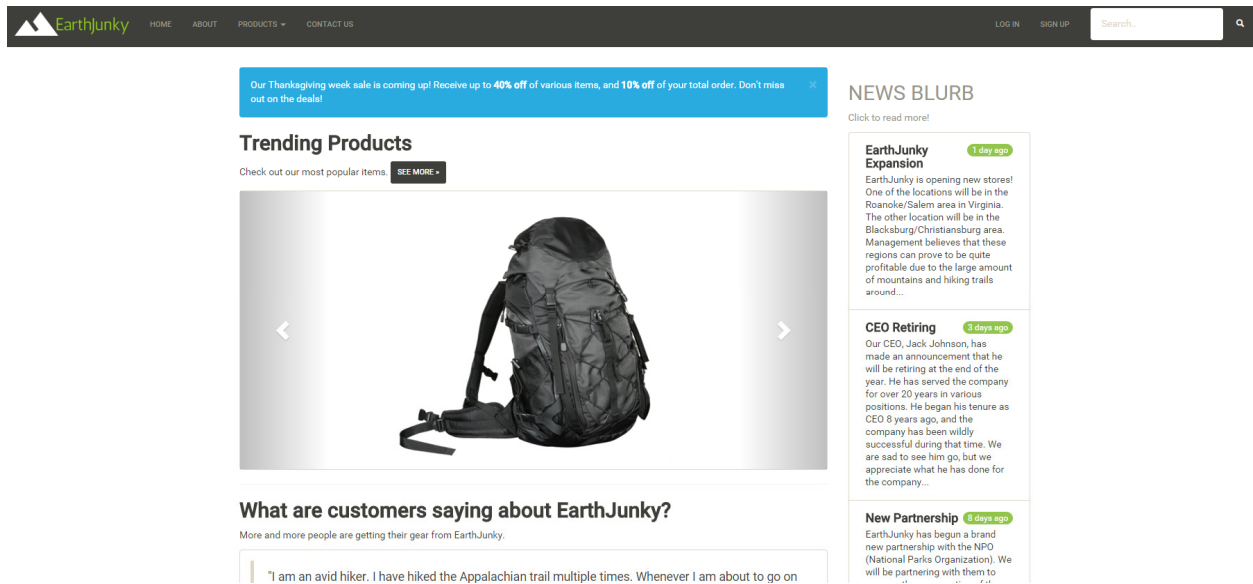 EarthJunky HOME ABOUT PRODUCTS CONTACT US LOG IN SIGN UP Search..
Our Thanksgiving week sale is coming up! Receive up to 40% off of various items, and 10% off of your total order. Don't miss
out on the deals!
×
Trending Products
Check out our most popular items. SEE MORE »
What are customers saying about EarthJunky?
More and more people are getting their gear from EarthJunky.
"I am an avid hiker. I have hiked the Appalachian trail multiple times. Whenever I am about to go on
NEWS BLURB
Click to read more!
EarthJunky 1 day ago
Expansion
EarthJunky is opening new stores!
One of the locations will be in the
Roanoke/Salem area in Virginia.
The other location will be in the
Blacksburg/Christiansburg area.
Management believes that these
regions can prove to be quite
profitable due to the large amount
of mountains and hiking trails
around...
CEO Retiring 3 days ago
Our CEO, Jack Johnson, has
made an announcement that he
will be retiring at the end of the
year. He has served the company
for over 20 years in various
positions. He began his tenure as
CEO 8 years ago, and the
company has been wildly
successful during that time. We
are sad to see him go, but we
appreciate what he has done for
the company...
New Partnership 8 days ago
EarthJunky has begun a brand
new partnership with the NPO
(National Parks Organization). We
will be partnering with them to